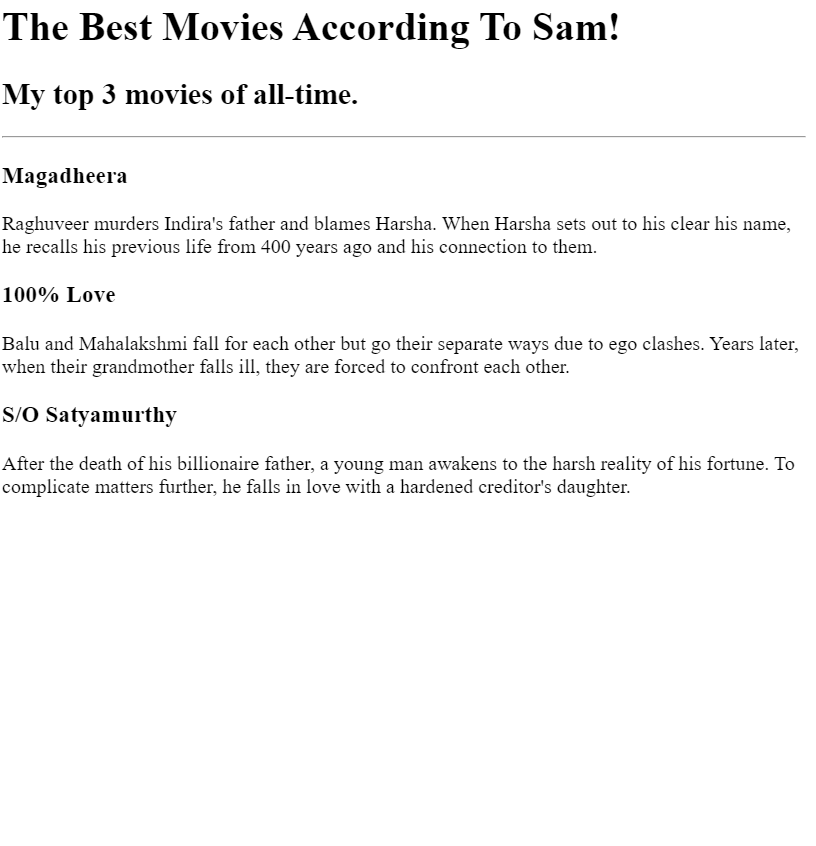 The Best Movies According To Sam!
My top 3 movies of all-time.
Magadheera
Raghuveer murders Indira's father and blames Harsha. When Harsha sets out to his clear his name,
he recalls his previous life from 400 years ago and his connection to them.
100% Love
Balu and Mahalakshmi fall for each other but go their separate ways due to ego clashes. Years later,
when their grandmother falls ill, they are forced to confront each other.
S/O Satyamurthy
After the death of his billionaire father, a young man awakens to the harsh reality of his fortune. To
complicate matters further, he falls in love with a hardened creditor's daughter.